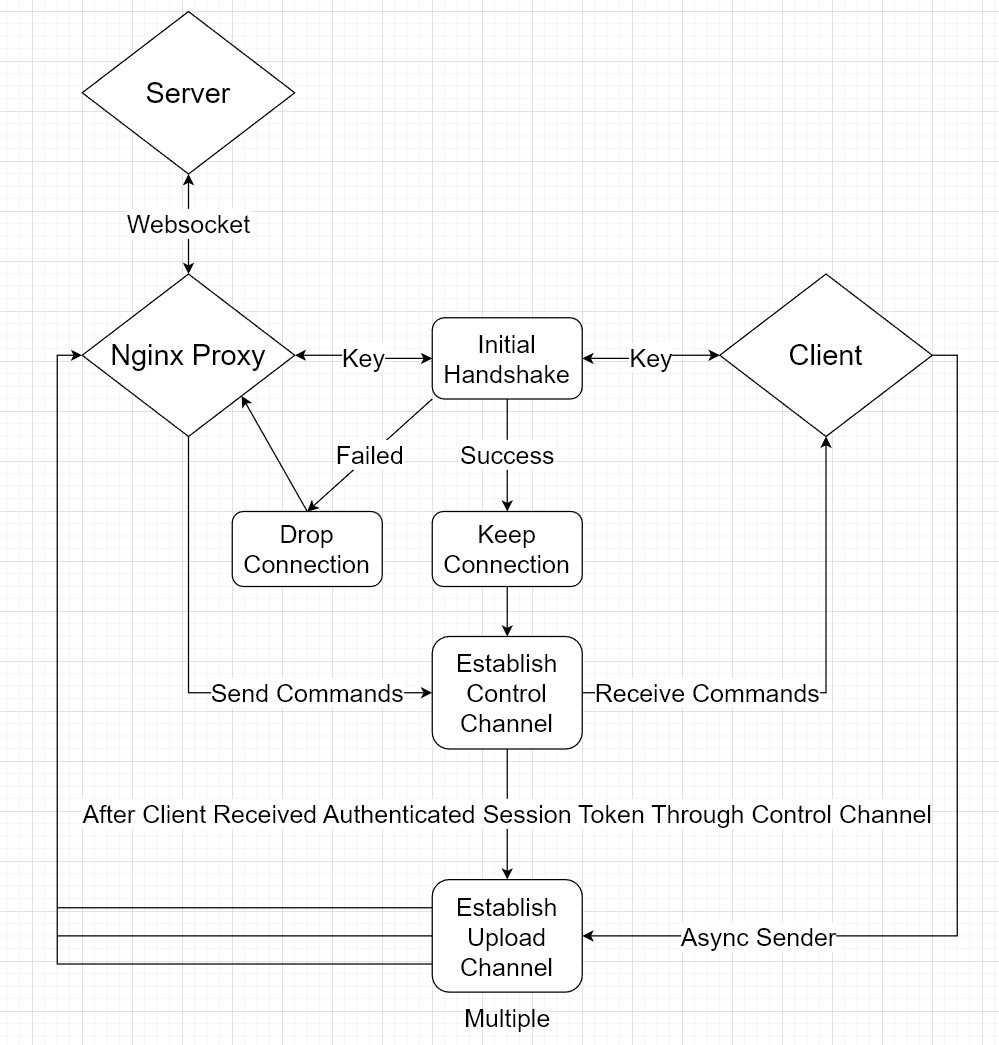 Server
Websocket
Nginx Proxy
Key
Initial
Handshake
Key
Client
Failed
Success
Drop
Connection
Keep
Connection
Send Commands
Establish
Control
Channel
Receive Commands
After Client Received Authenticated Session Token Through Control Channel
Establish
Upload
Channel
Async Sender
Multiple